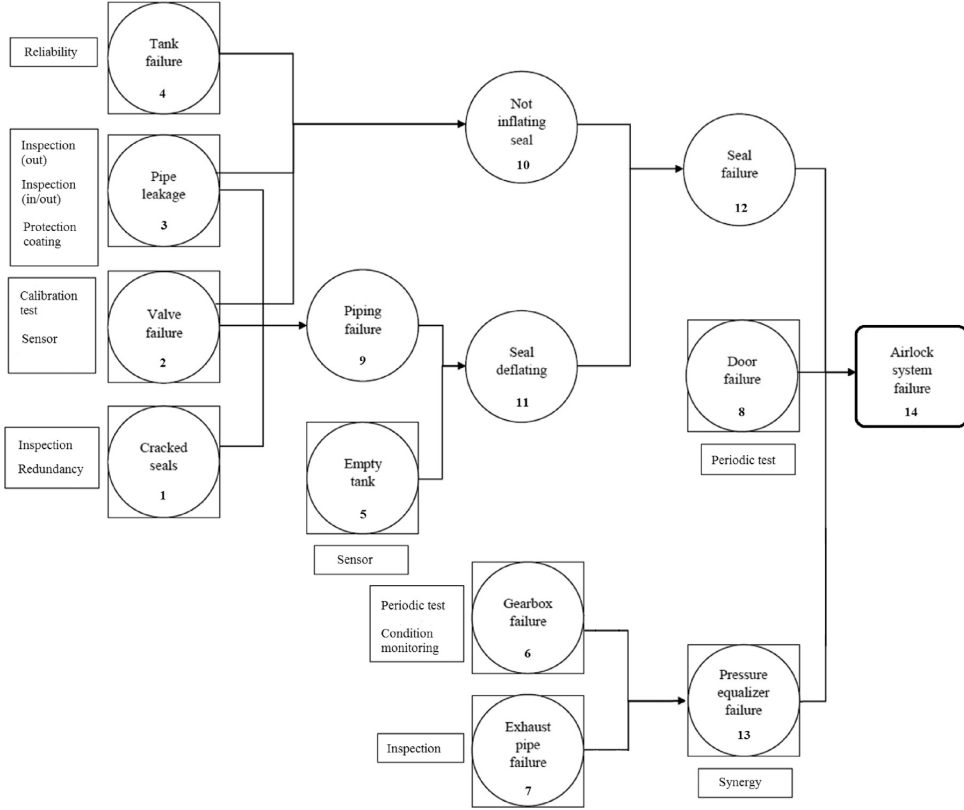 Reliability
Tank
failure
4
Inspection
(out)
Inspection
(in/out)
Protection
coating
Pipe
leakage
3
Calibration
test
Sensor
Valve
failure
2
Inspection
Redundancy
Cracked
seals
1
Piping
failure
9
Empty
tank
5
Sensor
Not
inflating
seal
10
Seal
deflating
11
Periodic test
Condition
monitoring
Gearbox
failure
6
Inspection
Exhaust
pipe
failure
7
Seal
failure
12
Door
failure
8
Periodic test
Pressure
equalizer
failure
13
Synergy
Airlock
system
failure
14